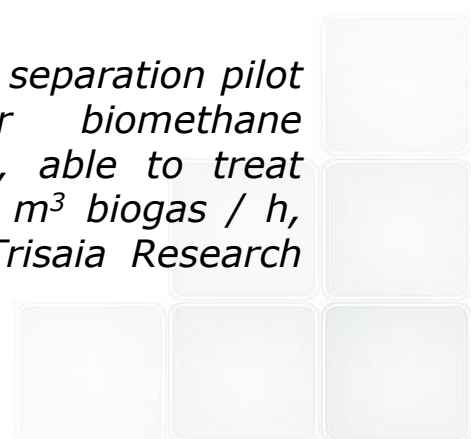 separation pilot
r biomethane
, able to treat
m³ biogas / h,
Trisaia Research